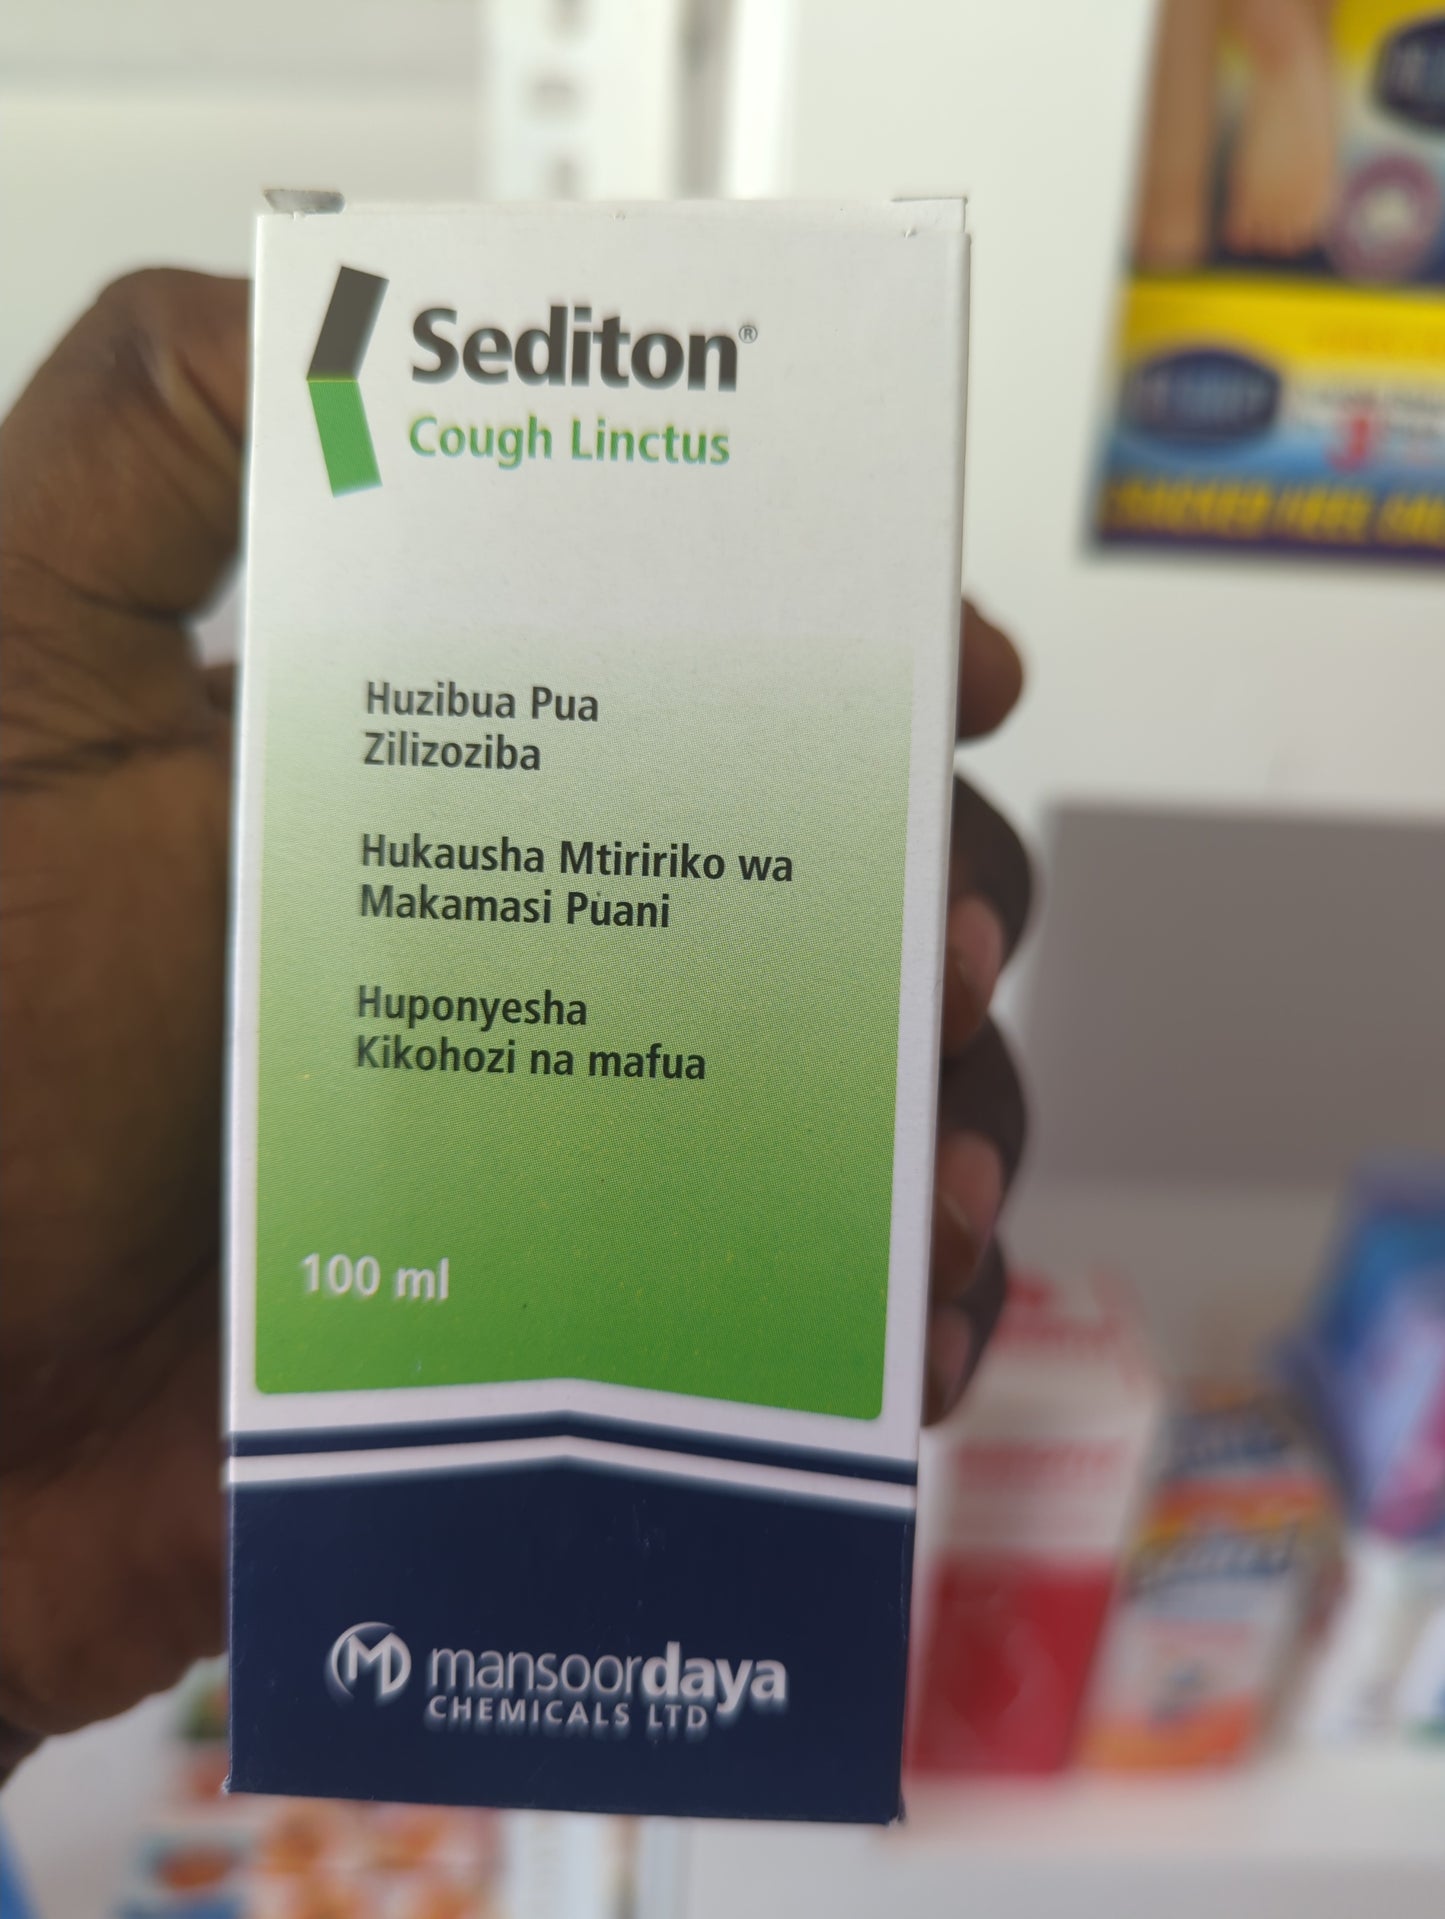 Sediton®
Cough Linctus
Huzibua Pua
Zilizoziba
Hukausha Mtiririko wa
Makamasi Puani
Huponyesha
Kikohozi na mafua
100 ml
mansoordaya
CHEMICALS LTD